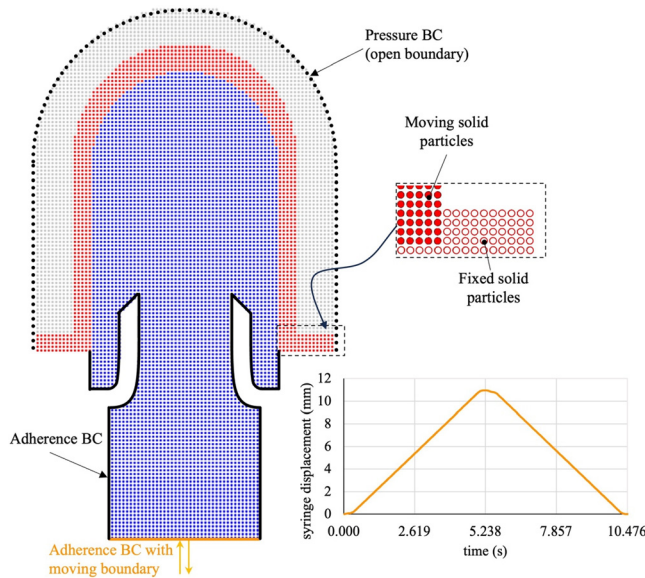 Pressure BC
(open boundary)
Moving solid
particles
Fixed solid
particles
Adherence BC
Adherence BC with
moving boundary
syringe displacement (mm)
12
10
8
6
4
2
0
0.000
2.619
5.238
7.857
10.476
time (s)